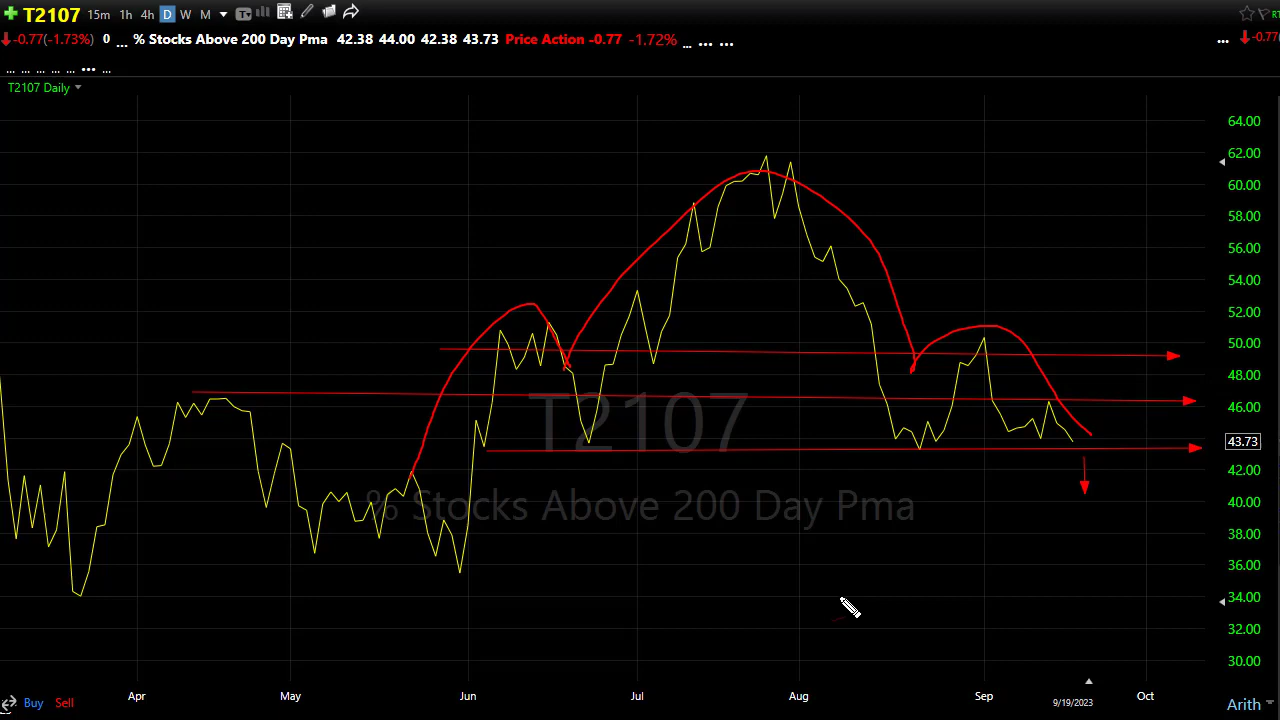 T2107 15m 1h 4h D W M T RT
-0.77(-1.73%) 0 ... % Stocks Above 200 Day Pma 42.38 44.00 42.38 43.73 Price Action -0.77 -1.72% ... ... ... ... -0.77(
... ... ... ... ... ... ...
T2107 Daily
64.00
62.00
60.00
58.00
56.00
54.00
52.00
50.00
48.00
46.00
T2107
43.73
42.00
% Stocks Above 200 Day Pma
40.00
38.00
36.00
34.00
32.00
30.00
Apr May Jun Jul Aug Sep Oct
Buy Sell 9/19/2023 Arith